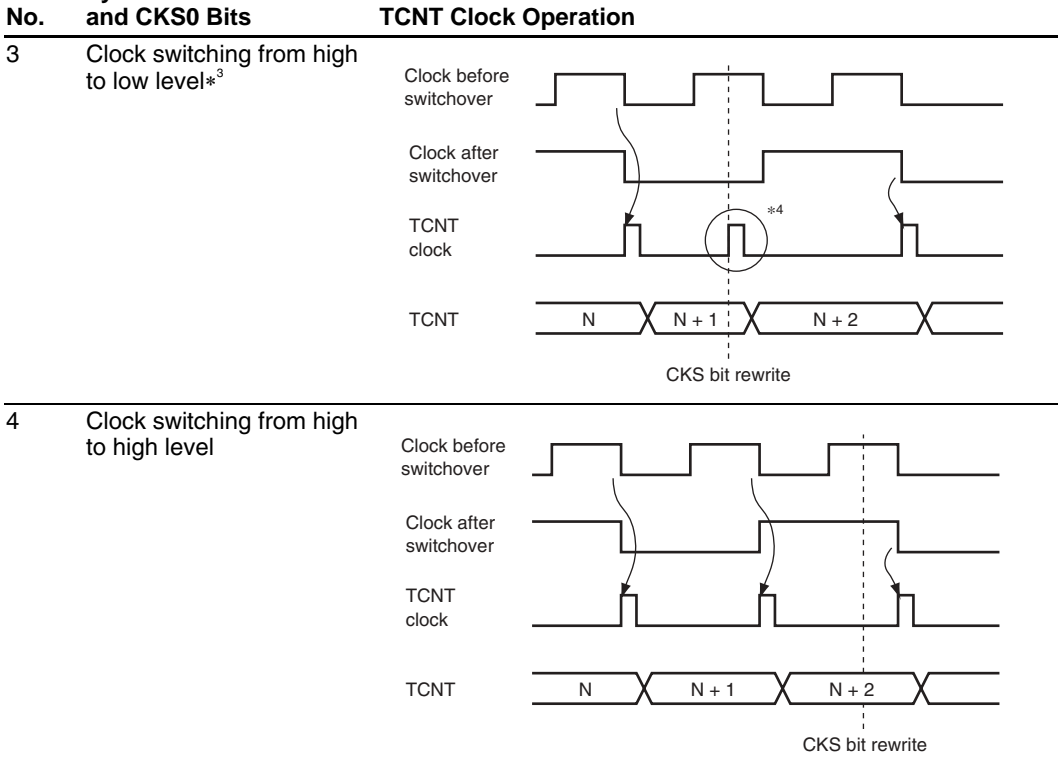 No. and CKS0 Bits TCNT Clock Operation
3 Clock switching from high
to low level*3
Clock before
switchover
Clock after
switchover
TCNT
clock
*4
TCNT N N + 1 N + 2
CKS bit rewrite
4 Clock switching from high
to high level
Clock before
switchover
Clock after
switchover
TCNT
clock
TCNT N N + 1 N + 2
CKS bit rewrite